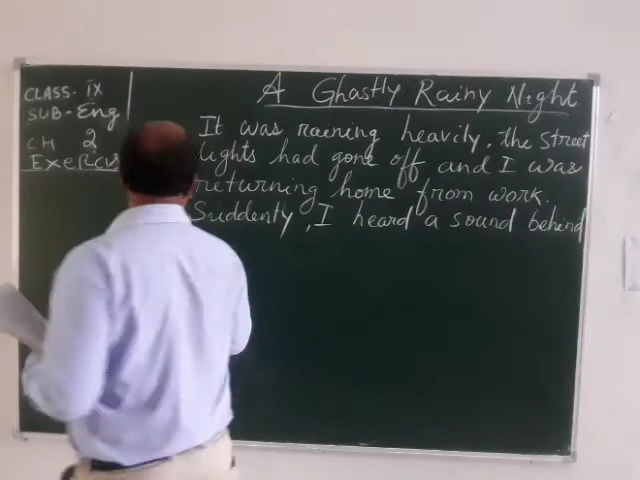 CLASS- IX
SUB- Eng
CH 2
A Ghastly Rainy Night
It was raining heavily. The street
lights had gone off and I was
returning home from work.
Suddenly, I heard a sound behind